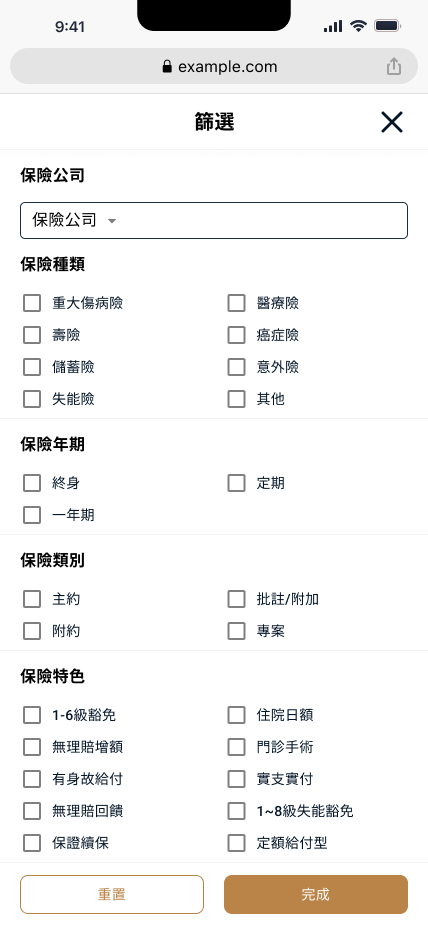 9:41
example.com
篩選
保險公司
保險公司
保險種類
重大傷病險 醫療險
壽險 癌症險
儲蓄險 意外險
失能險 其他
保險年期
終身 定期
一年期
保險類別
主約 批註/附加
附約 專案
保險特色
1-6級豁免 住院日額
無理賠增額 門診手術
有身故給付 實支實付
無理賠回饋 1~8級失能豁免
保證續保 定額給付型
重置 完成